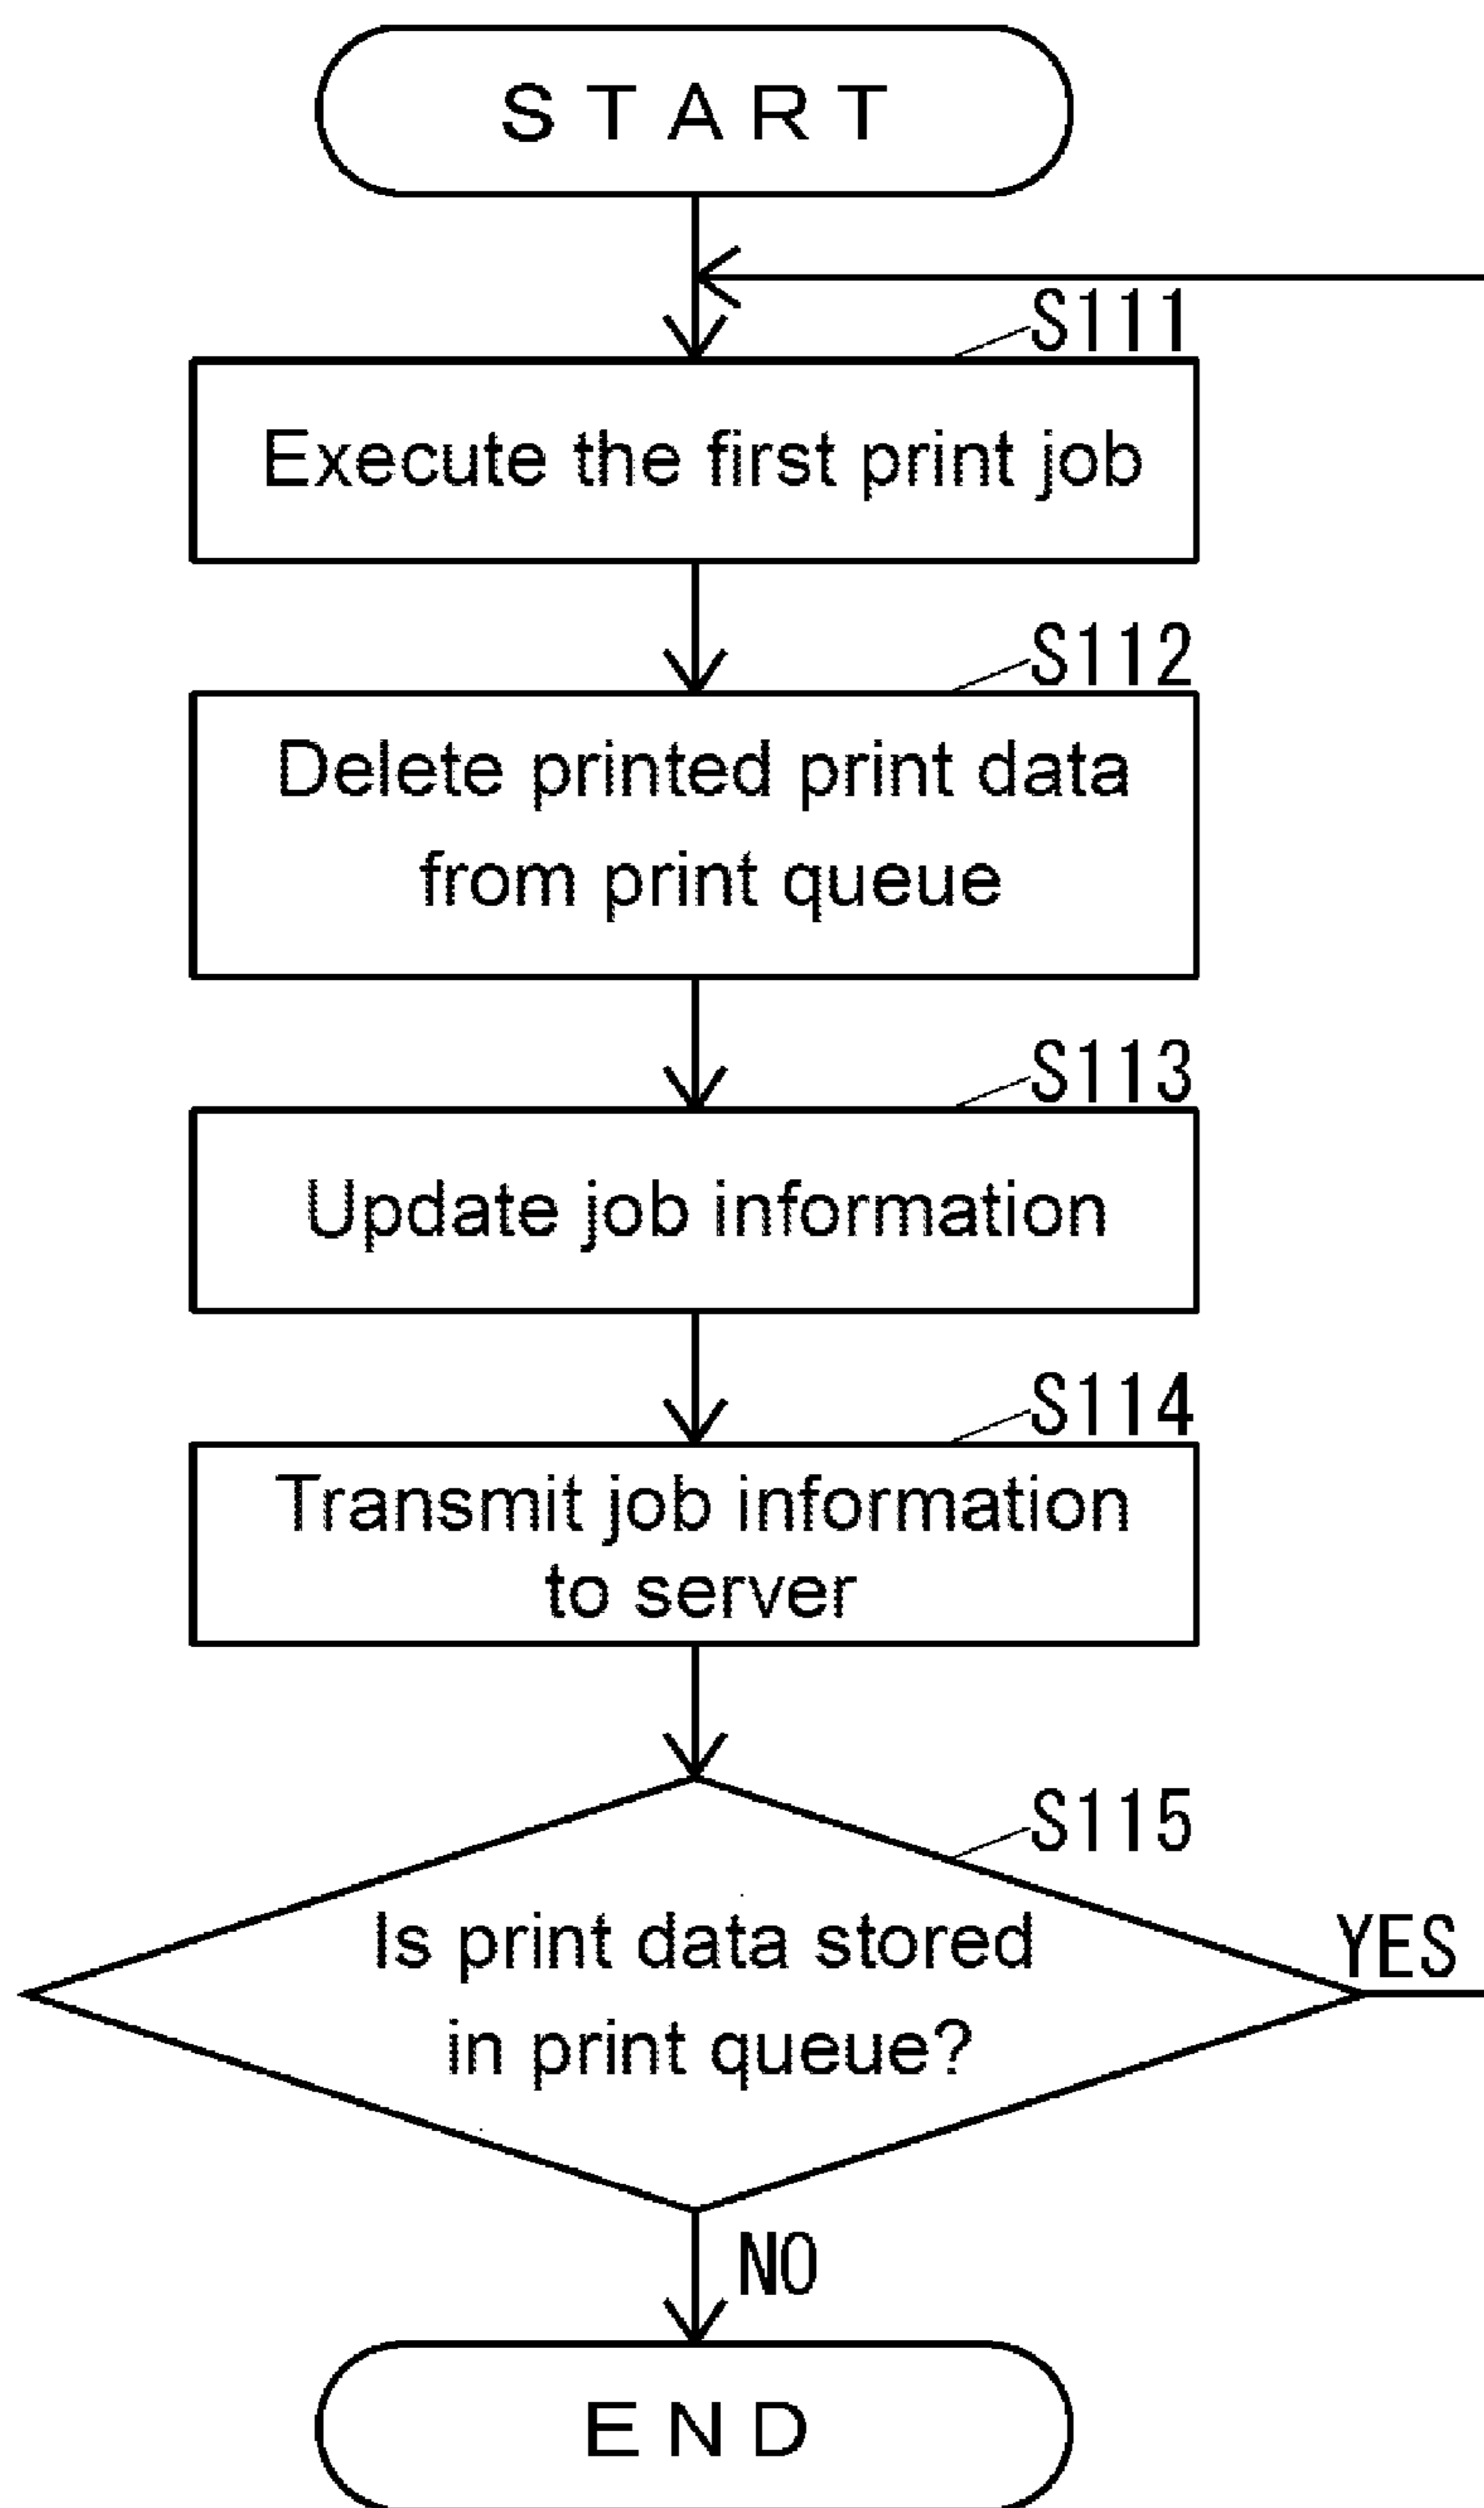 START
S111
Execute the first print job
S112
Delete printed print data
from print queue
S113
Update job information
S114
Transmit job information
to server
S115
Is print data stored
in print queue?
YES
NO
END